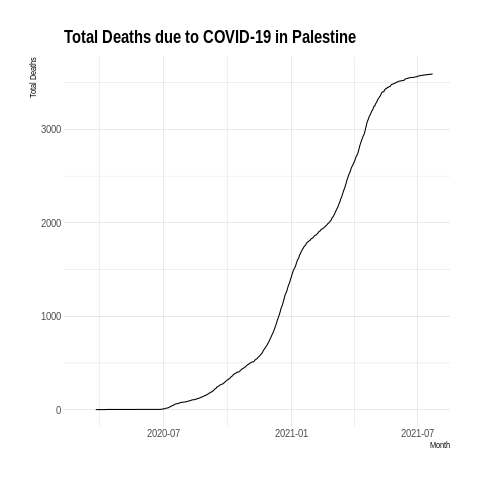 Total Deaths due to COVID-19 in Palestine
Total Deaths
3000
2000
1000
0
2020-07
2021-01
2021-07
Month